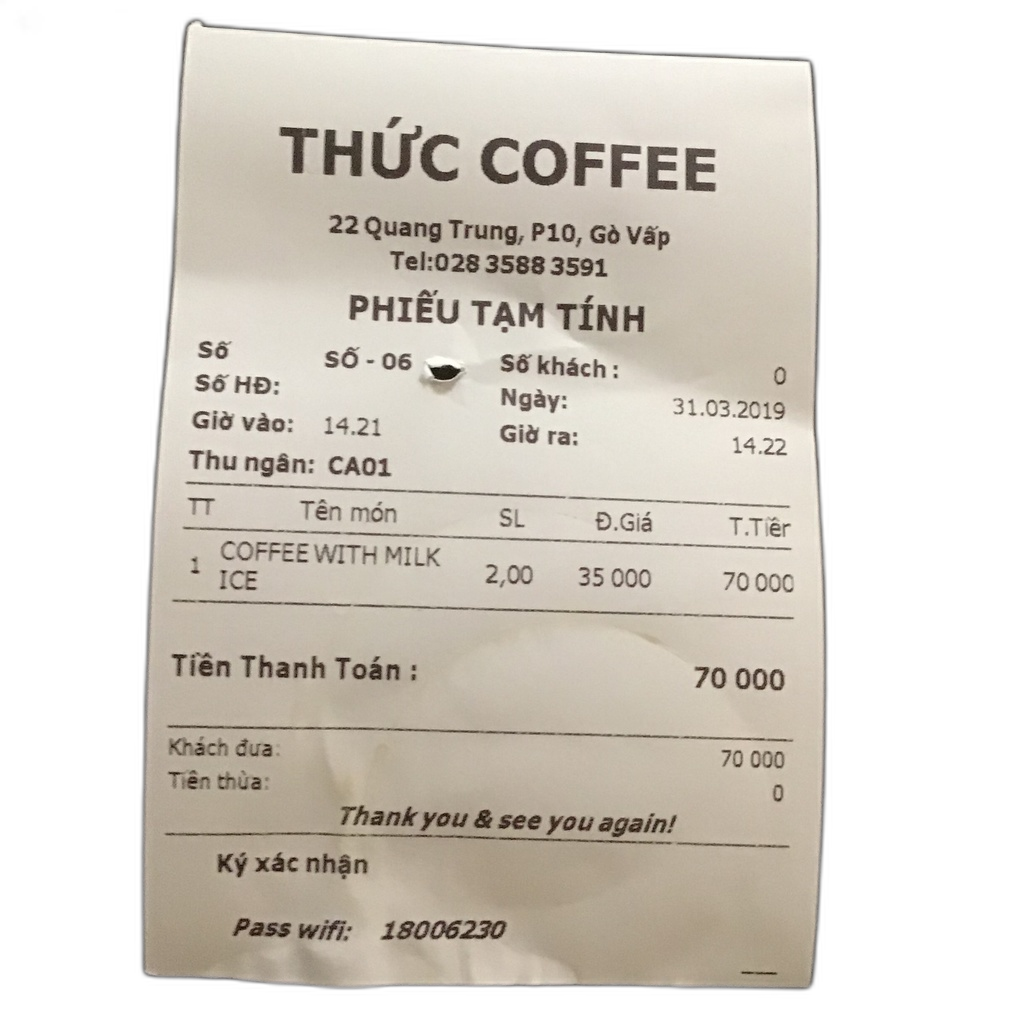 THỨC COFFEE
22 Quang Trung, P10, Gò Vấp
Tel:028 3588 3591
PHIẾU TẠM TÍNH
Số SỐ - 06 Số khách : 0
Số HĐ: Ngày: 31.03.2019
Giờ vào: 14.21 Giờ ra: 14.22
Thu ngân: CA01
TT Tên món SL Đ.Giá T.Tiền
1 COFFEE WITH MILK 2,00 35 000 70 000
ICE
Tiền Thanh Toán : 70 000
Khách đưa: 70 000
Tiền thừa: 0
Thank you & see you again!
Ký xác nhận
Pass wifi: 18006230